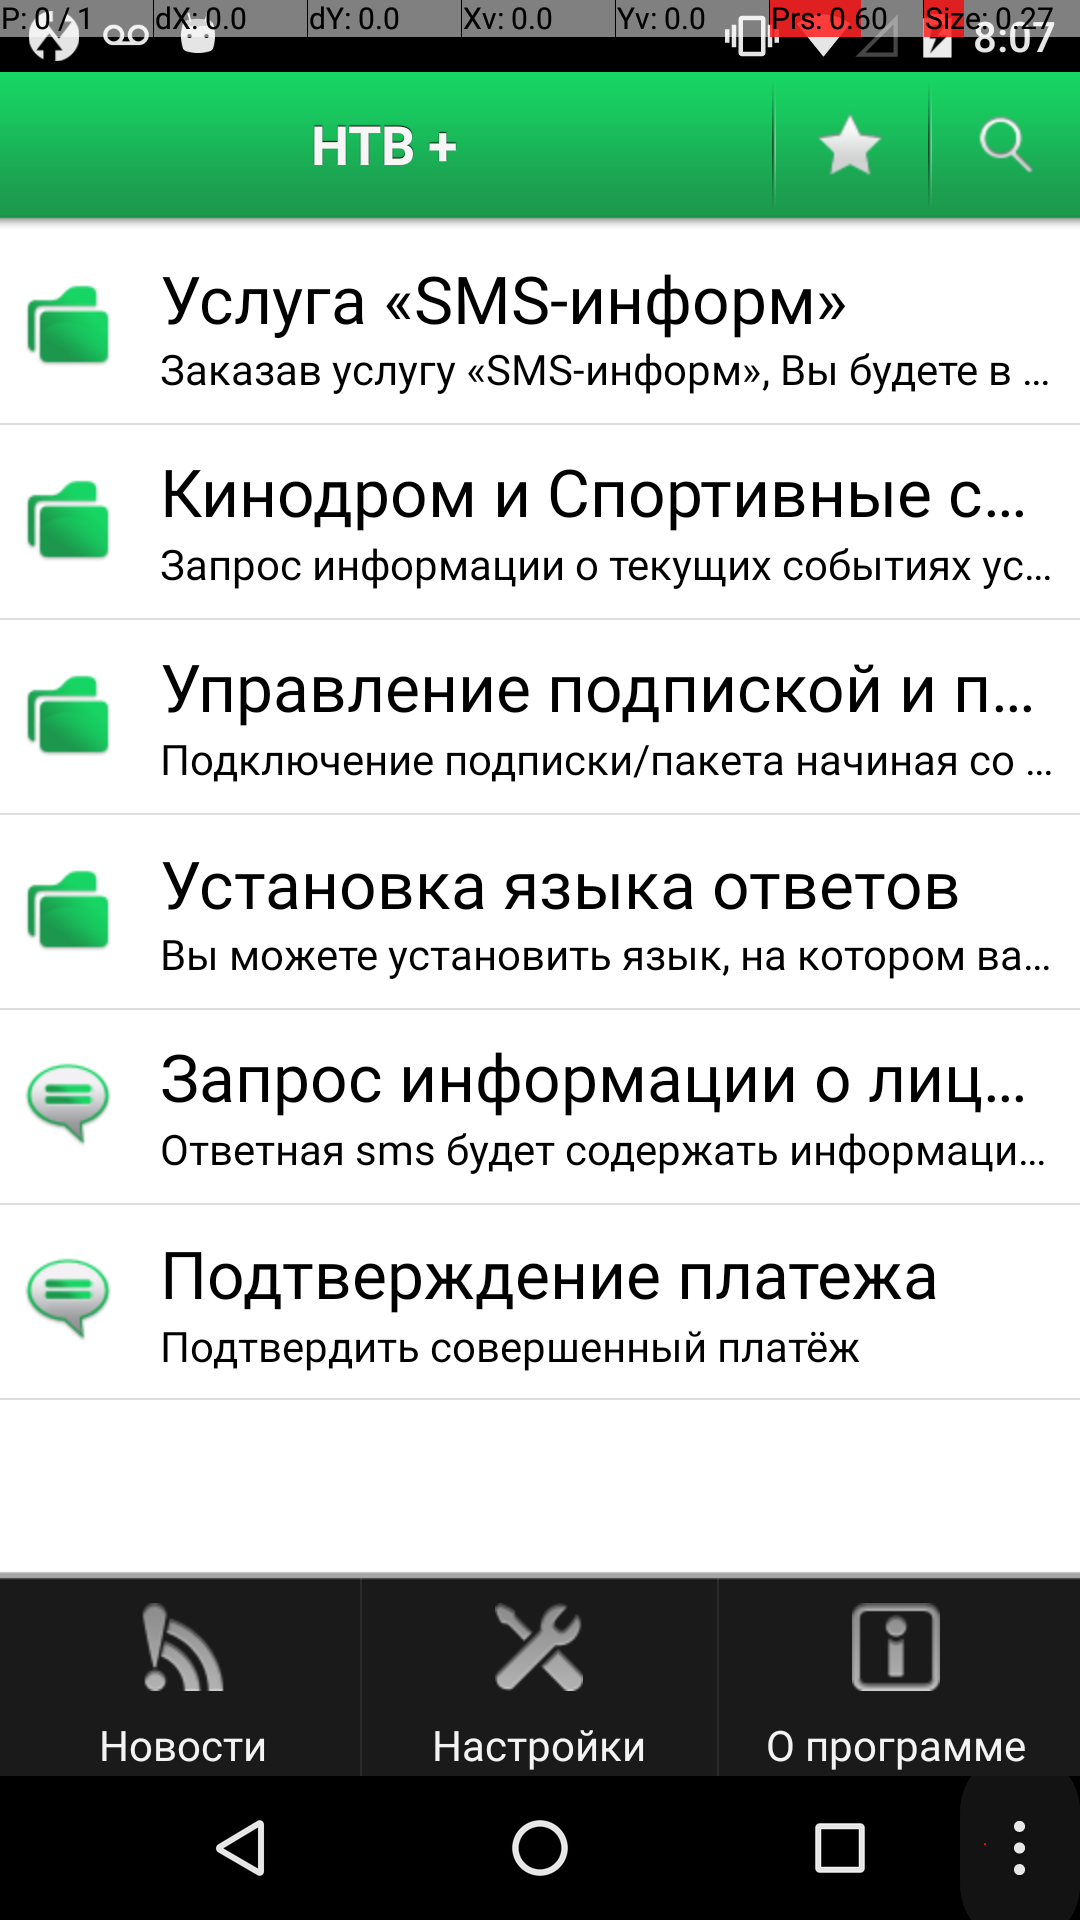 P: 0 / 1 dX: 0.0 dY: 0.0 Xv: 0.0 Yv: 0.0 Prs: 0.60 Size: 0.27
8:07
НТВ +
Услуга «SMS-информ»
Заказав услугу «SMS-информ», Вы будете в ...
Кинодром и Спортивные с...
Запрос информации о текущих событиях ус...
Управление подпиской и п...
Подключение подписки/пакета начиная со ...
Установка языка ответов
Вы можете установить язык, на котором ва...
Запрос информации о лиц...
Ответная sms будет содержать информаци...
Подтверждение платежа
Подтвердить совершенный платёж
Новости Настройки О программе